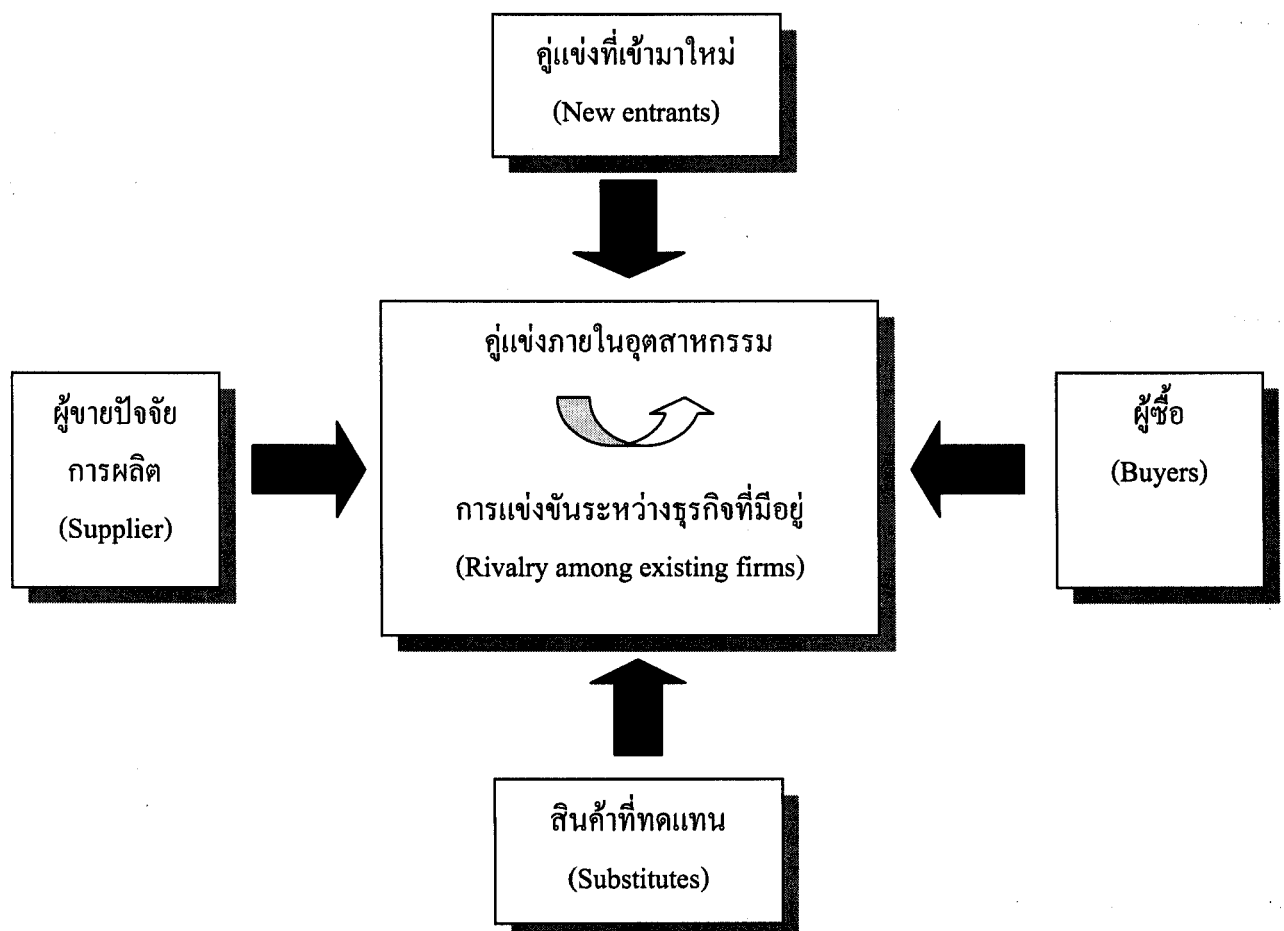 คู่แข่งที่เข้ามาใหม่
(New entrants)
คู่แข่งภายในอุตสาหกรรม
ผู้ขายปัจจัย
การผลิต
(Supplier)
การแข่งขันระหว่างธุรกิจที่มีอยู่
(Rivalry among existing firms)
ผู้ซื้อ
(Buyers)
สินค้าที่ทดแทน
(Substitutes)